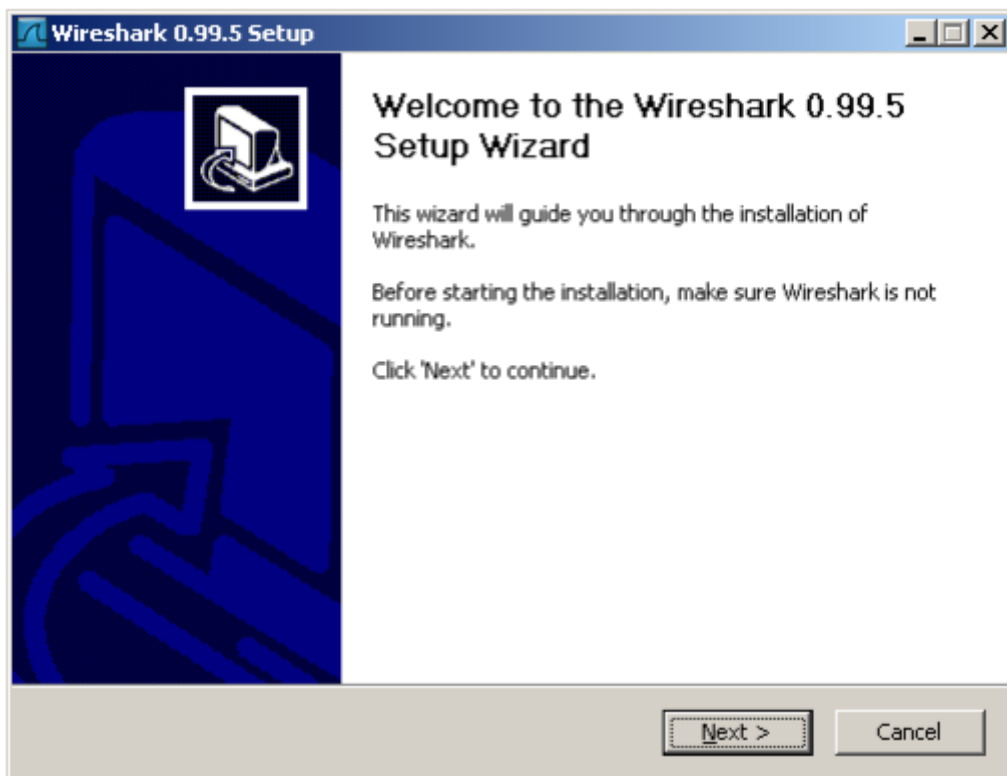 Wireshark 0.99.5 Setup
Welcome to the Wireshark 0.99.5
Setup Wizard
This wizard will guide you through the installation of
Wireshark.
Before starting the installation, make sure Wireshark is not
running.
Click 'Next' to continue.
Next >
Cancel